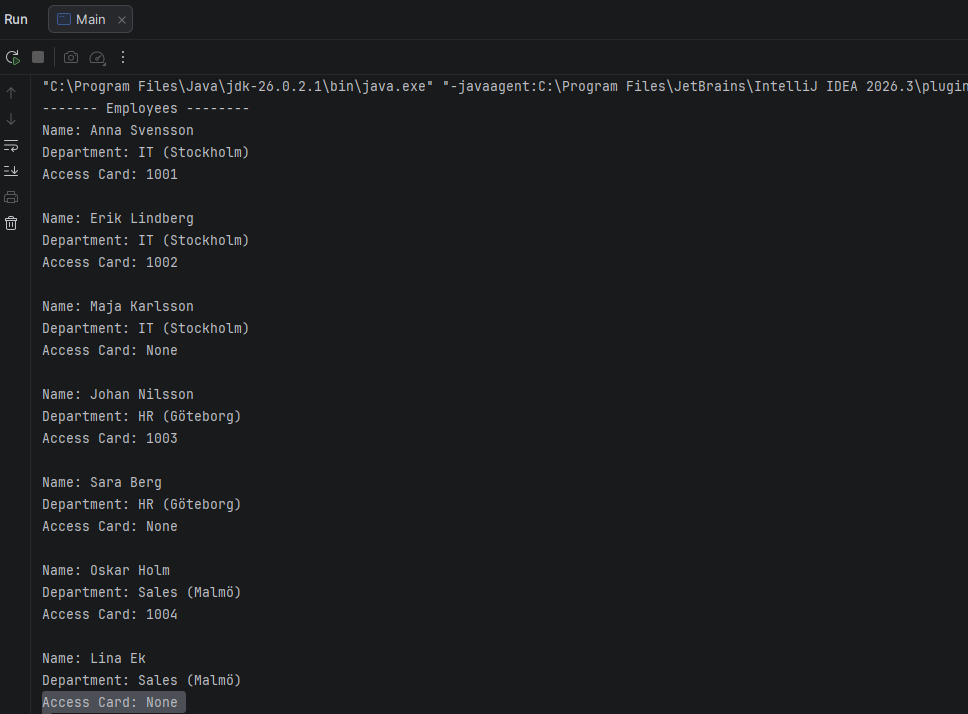 Run
Main
"C:\Program Files\Java\jdk-26.0.2.1\bin\java.exe" "-javaagent:C:\Program Files\JetBrains\IntelliJ IDEA 2026.3\plugin
------- Employees --------
Name: Anna Svensson
Department: IT (Stockholm)
Access Card: 1001
Name: Erik Lindberg
Department: IT (Stockholm)
Access Card: 1002
Name: Maja Karlsson
Department: IT (Stockholm)
Access Card: None
Name: Johan Nilsson
Department: HR (Göteborg)
Access Card: 1003
Name: Sara Berg
Department: HR (Göteborg)
Access Card: None
Name: Oskar Holm
Department: Sales (Malmö)
Access Card: 1004
Name: Lina Ek
Department: Sales (Malmö)
Access Card: None